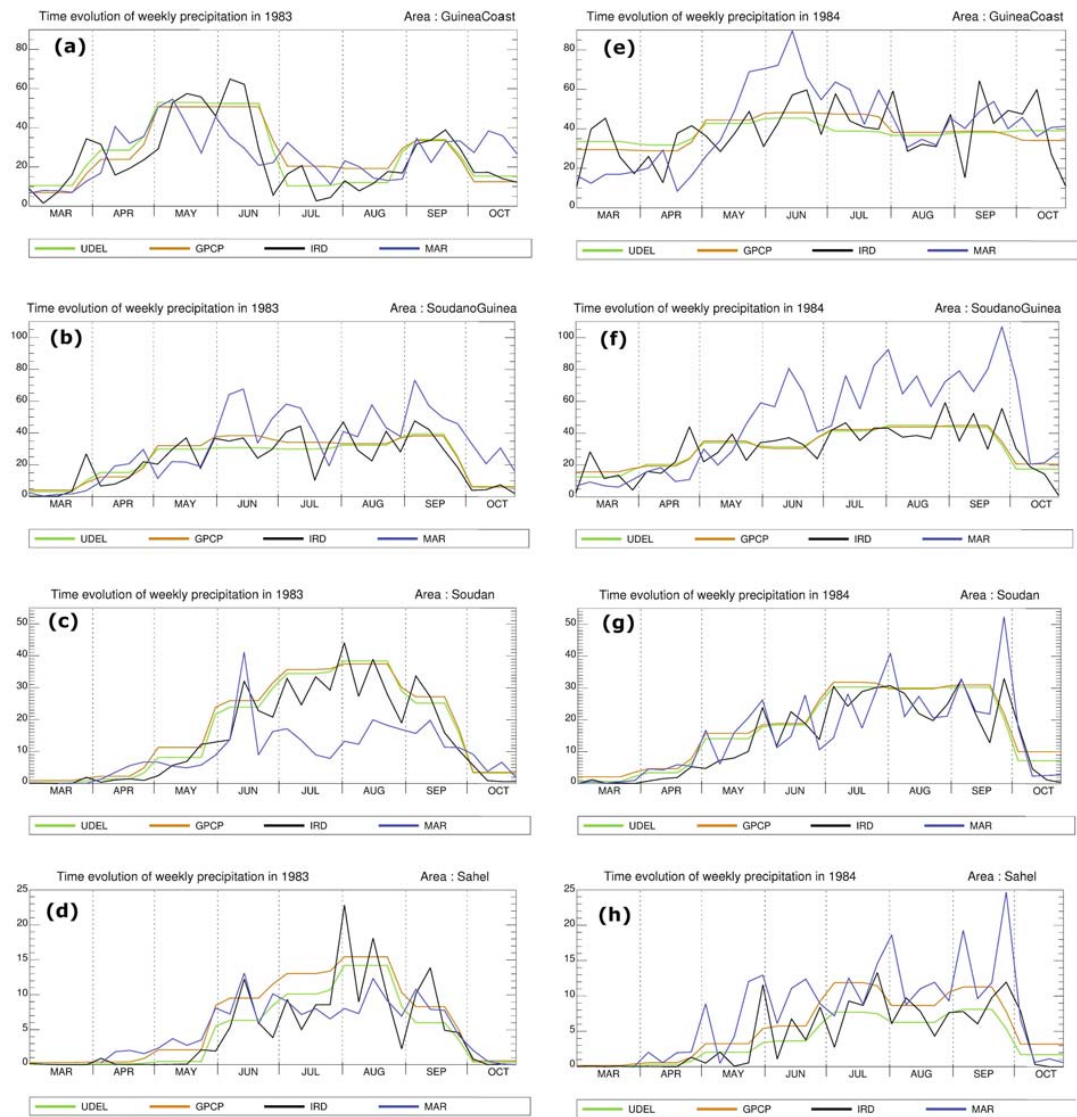 Time evolution of weekly precipitation in 1983 Area : GuineaCoast
(a)
80
60
40
20
0
MAR APR MAY JUN JUL AUG SEP OCT
UDEL GPCP IRD MAR
Time evolution of weekly precipitation in 1984 Area : GuineaCoast
(e)
80
60
40
20
0
MAR APR MAY JUN JUL AUG SEP OCT
UDEL GPCP IRD MAR
Time evolution of weekly precipitation in 1983 Area : SoudanoGuinea
(b)
100
80
60
40
20
0
MAR APR MAY JUN JUL AUG SEP OCT
UDEL GPCP IRD MAR
Time evolution of weekly precipitation in 1984 Area : SoudanoGuinea
(f)
100
80
60
40
20
0
MAR APR MAY JUN JUL AUG SEP OCT
UDEL GPCP IRD MAR
Time evolution of weekly precipitation in 1983 Area : Soudan
(c)
50
40
30
20
10
0
MAR APR MAY JUN JUL AUG SEP OCT
UDEL GPCP IRD MAR
Time evolution of weekly precipitation in 1984 Area : Soudan
(g)
50
40
30
20
10
0
MAR APR MAY JUN JUL AUG SEP OCT
UDEL GPCP IRD MAR
Time evolution of weekly precipitation in 1983 Area : Sahel
(d)
25
20
15
10
5
0
MAR APR MAY JUN JUL AUG SEP OCT
UDEL GPCP IRD MAR
Time evolution of weekly precipitation in 1984 Area : Sahel
(h)
25
20
15
10
5
0
MAR APR MAY JUN JUL AUG SEP OCT
UDEL GPCP IRD MAR